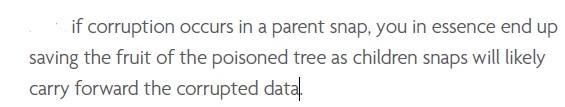 if corruption occurs in a parent snap, you in essence end up
saving the fruit of the poisoned tree as children snaps will likely
carry forward the corrupted data.